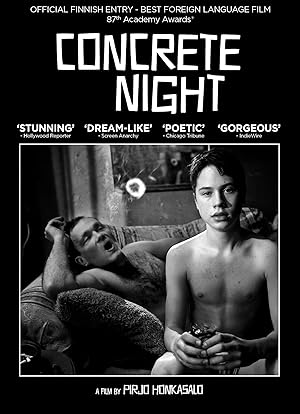 OFFICIAL FINNISH ENTRY - BEST FOREIGN LANGUAGE FILM
87th Academy Awards®
CONCRETE
NIGHT
'STUNNING' 'DREAM-LIKE' 'POETIC' 'GORGEOUS'
- Hollywood Reporter - Screen Anarchy - Chicago Tribune - IndieWire
A FILM BY PIRJO HONKASALO